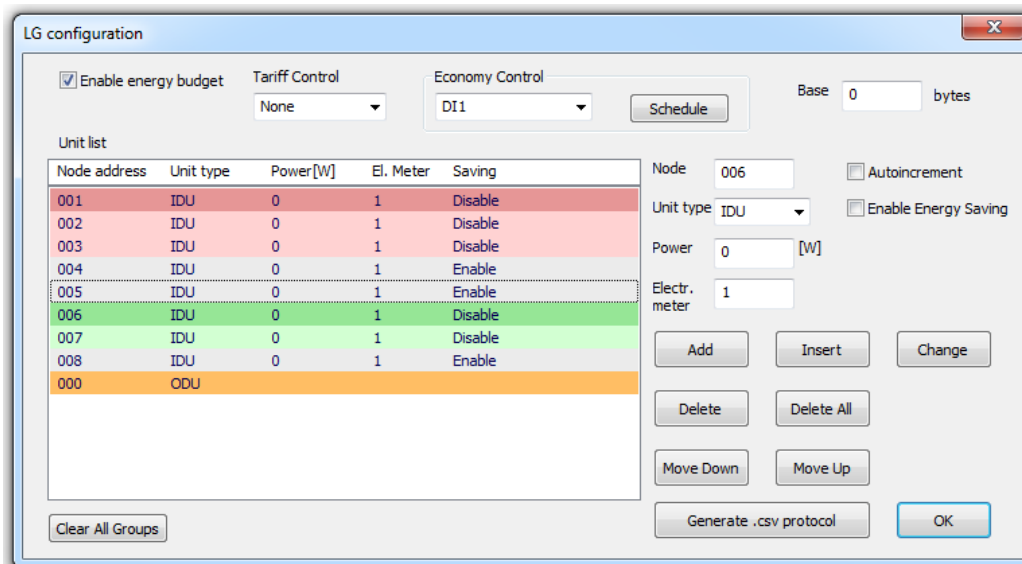 LG configuration
Enable energy budget
Tariff Control
None
Economy Control
DI1
Schedule
Base 0 bytes
Unit list
Node address Unit type Power[W] El. Meter Saving
001 IDU 0 1 Disable
002 IDU 0 1 Disable
003 IDU 0 1 Disable
004 IDU 0 1 Enable
005 IDU 0 1 Enable
006 IDU 0 1 Disable
007 IDU 0 1 Disable
008 IDU 0 1 Enable
000 ODU
Node 006
Autoincrement
Unit type IDU
Enable Energy Saving
Power 0 [W]
Electr.
meter 1
Add Insert Change
Delete Delete All
Move Down Move Up
Generate .csv protocol OK
Clear All Groups